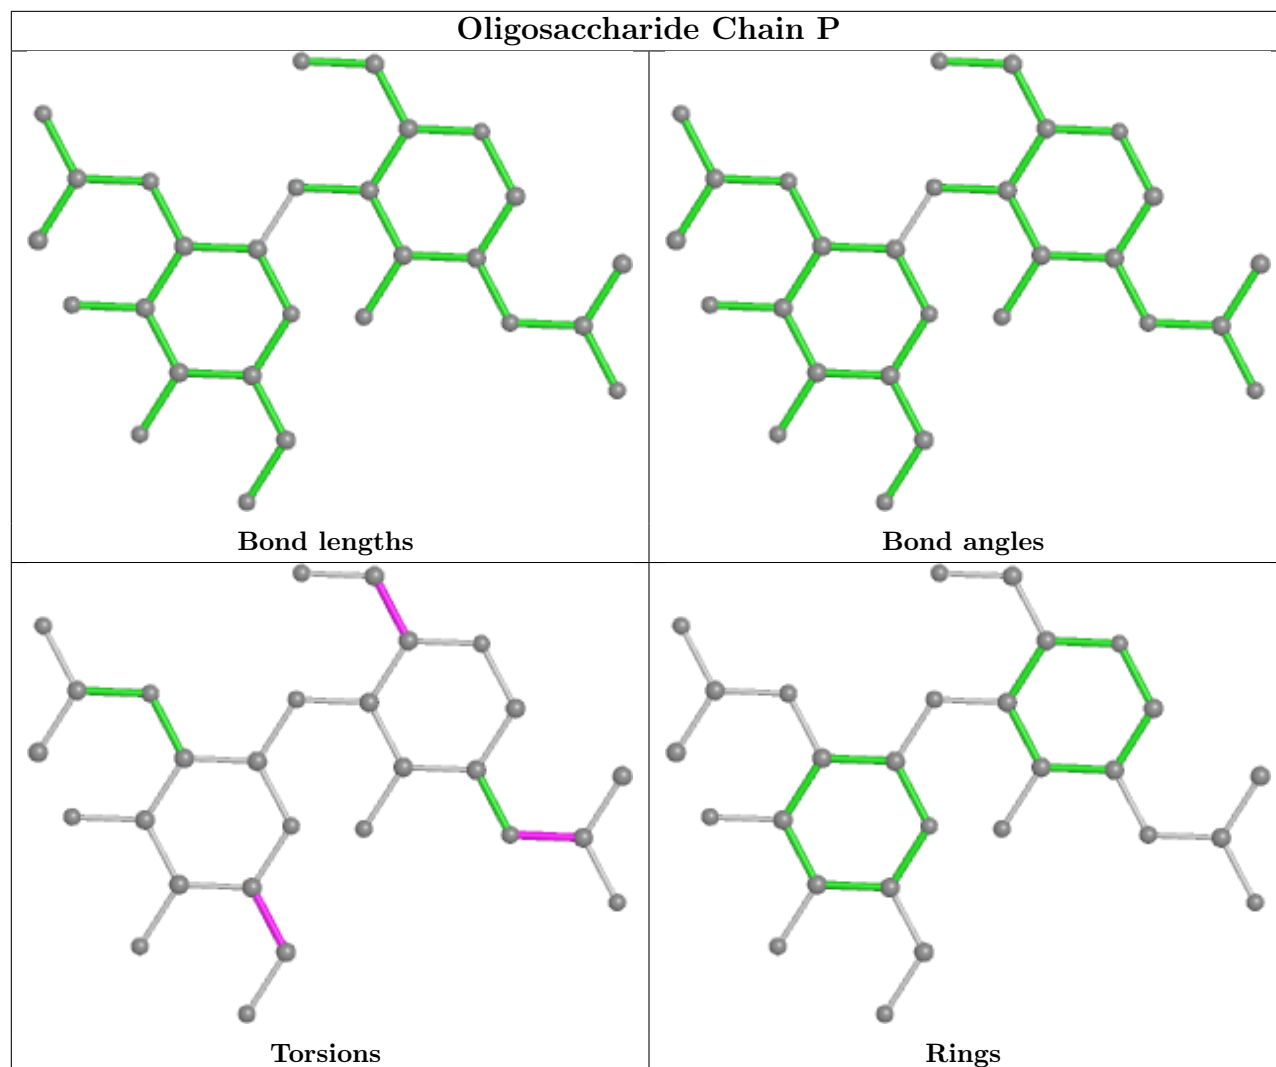 Oligosaccharide Chain P
Bond lengths
Bond angles
Torsions
Rings